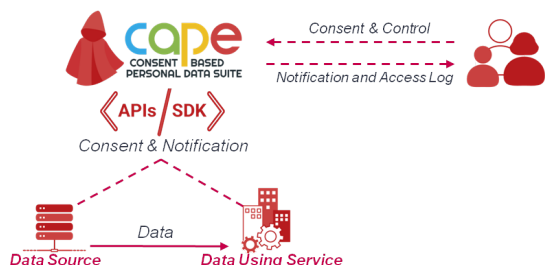 cape
CONSENT BASED
PERSONAL DATA SUITE
Consent & Control
Notification and Access Log
APIs / SDK
Consent & Notification
Data
Data Source
Data Using Service